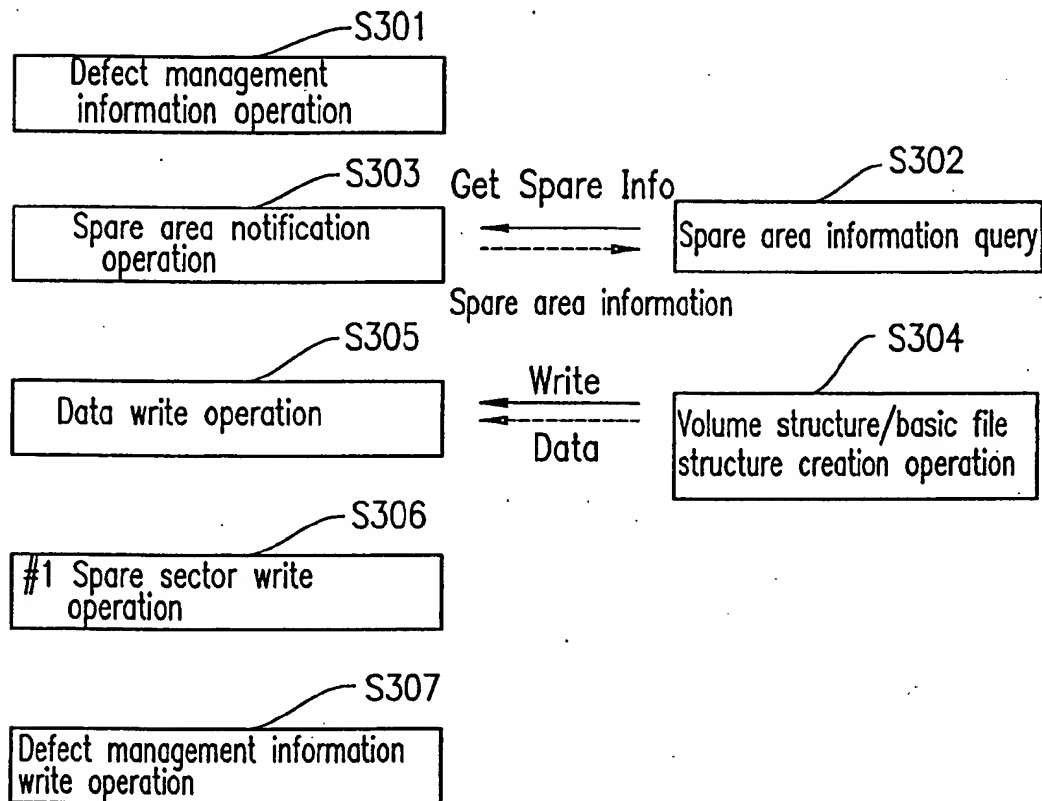 S301
Defect management
information operation
S303
Spare area notification
operation
Get Spare Info
Spare area information
S302
Spare area information query
S305
Data write operation
Write
Data
S304
Volume structure/basic file
structure creation operation
S306
#1 Spare sector write
operation
S307
Defect management information
write operation